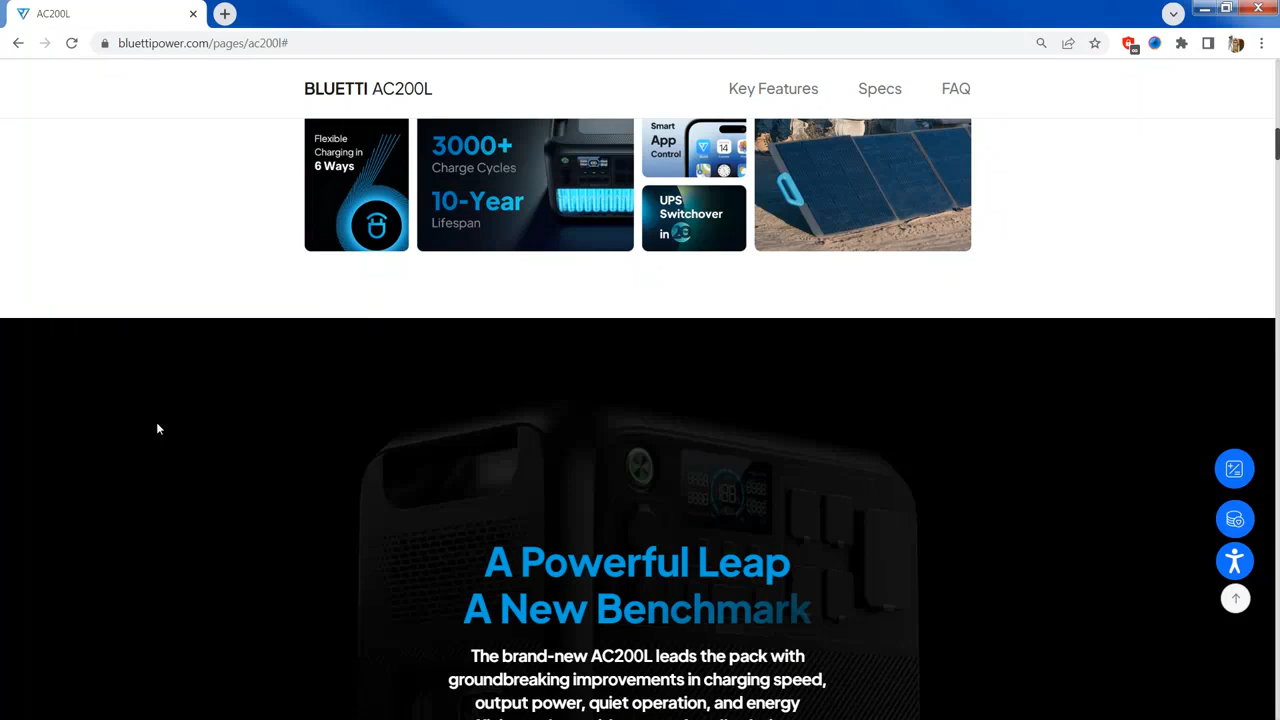 AC200L
bluettipower.com/pages/ac200l#
BLUETTI AC200L
Key Features
Specs
FAQ
Flexible
Charging in
6 Ways
3000+
Charge Cycles
10-Year
Lifespan
Smart
App
Control
UPS
Switchover
in
A Powerful Leap
A New Benchmark
The brand-new AC200L leads the pack with
groundbreaking improvements in charging speed,
output power, quiet operation, and energy